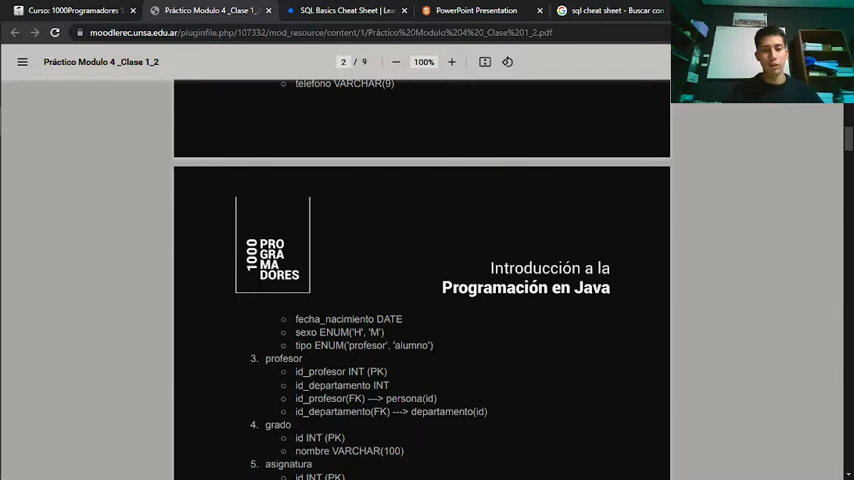 Curso: 1000Programadores S
Práctico Modulo 4 _Clase 1_2
SQL Basics Cheat Sheet | Lea
PowerPoint Presentation
sql cheat sheet - Buscar con
moodlerec.unsa.edu.ar/pluginfile.php/107332/mod_resource/content/1/Práctico%20Modulo%204%20_Clase%201_2.pdf
Práctico Modulo 4 _Clase 1_2
2 / 9
100%
telefono VARCHAR(9)
1000
PRO
GRA
MA
DORES
Introducción a la
Programación en Java
fecha_nacimiento DATE
sexo ENUM('H', 'M')
tipo ENUM('profesor', 'alumno')
3. profesor
id_profesor INT (PK)
id_departamento INT
id_profesor(FK) ---> persona(id)
id_departamento(FK) ---> departamento(id)
4. grado
id INT (PK)
nombre VARCHAR(100)
5. asignatura
id INT (PK)